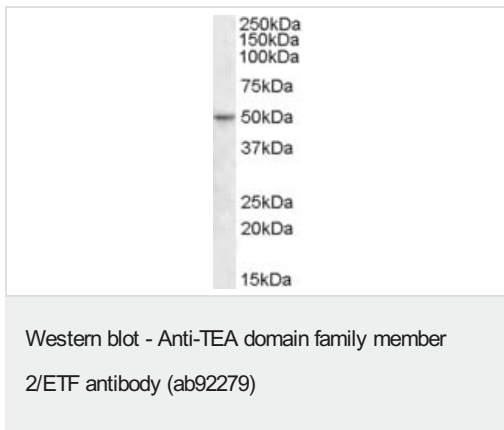 250kDa
150kDa
100kDa
75kDa
50kDa
37kDa
25kDa
20kDa
15kDa
Western blot - Anti-TEA domain family member
2/ETF antibody (ab92279)